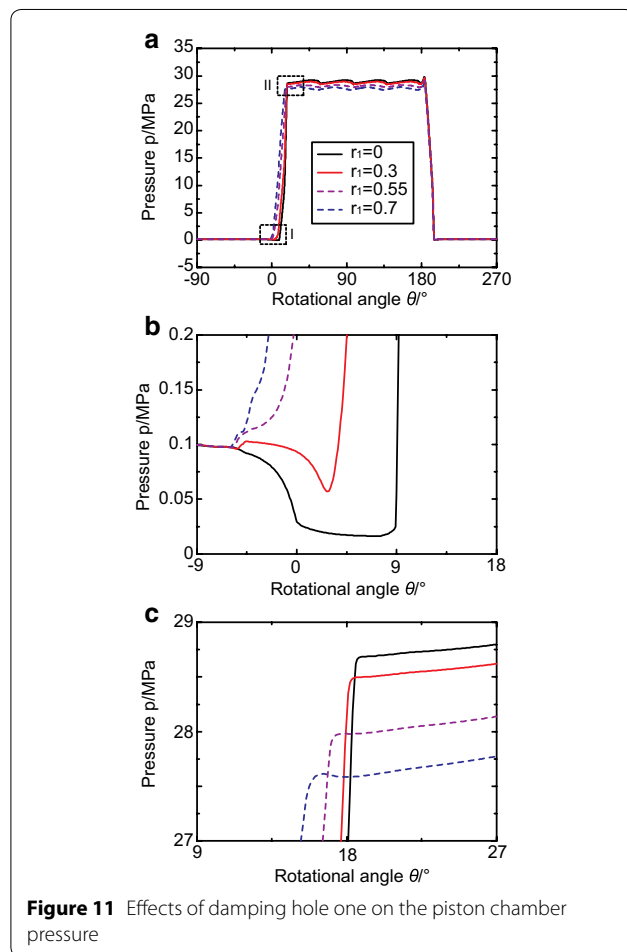 a
35
30
25
20
15
10
5
0
-5
Pressure p/MPa
II
I
r1=0
r1=0.3
r1=0.55
r1=0.7
-90 0 90 180 270
Rotational angle θ/°
b
0.2
0.15
0.1
0.05
0
Pressure p/MPa
-9 0 9 18
Rotational angle θ/°
c
29
28
27
Pressure p/MPa
9 18 27
Rotational angle θ/°
Figure 11 Effects of damping hole one on the piston chamber
pressure